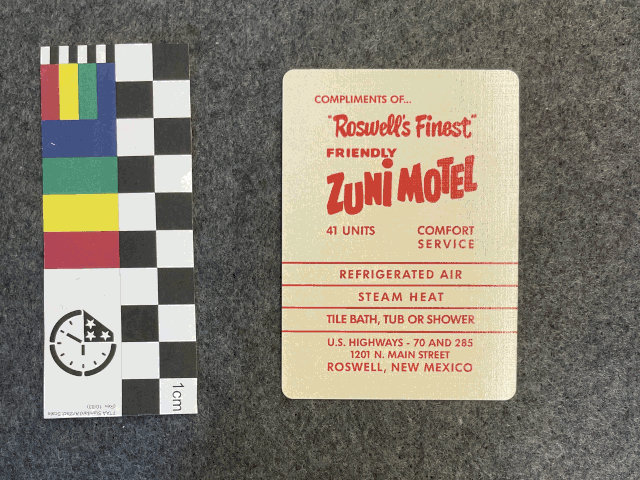 COMPLIMENTS OF...
"Roswell's Finest"
FRIENDLY
ZUNI MOTEL
41 UNITS COMFORT
SERVICE
REFRIGERATED AIR
STEAM HEAT
TILE BATH, TUB OR SHOWER
U.S. HIGHWAYS - 70 AND 285
1201 N. MAIN STREET
ROSWELL, NEW MEXICO
1cm